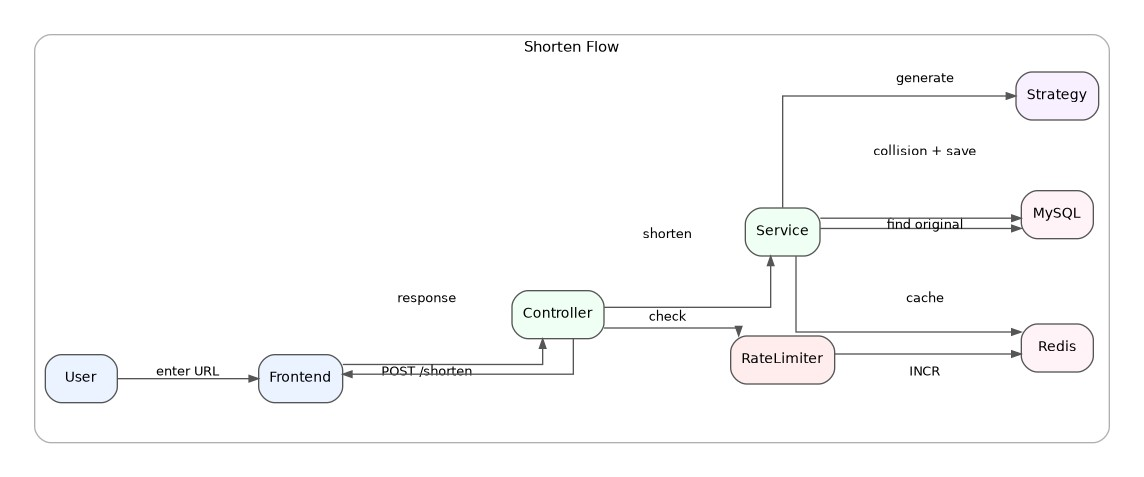 Shorten Flow
generate
Strategy
collision + save
MySQL
find original
Service
shorten
response
cache
Controller
check
Redis
RateLimiter
INCR
User
enter URL
Frontend
POST /shorten